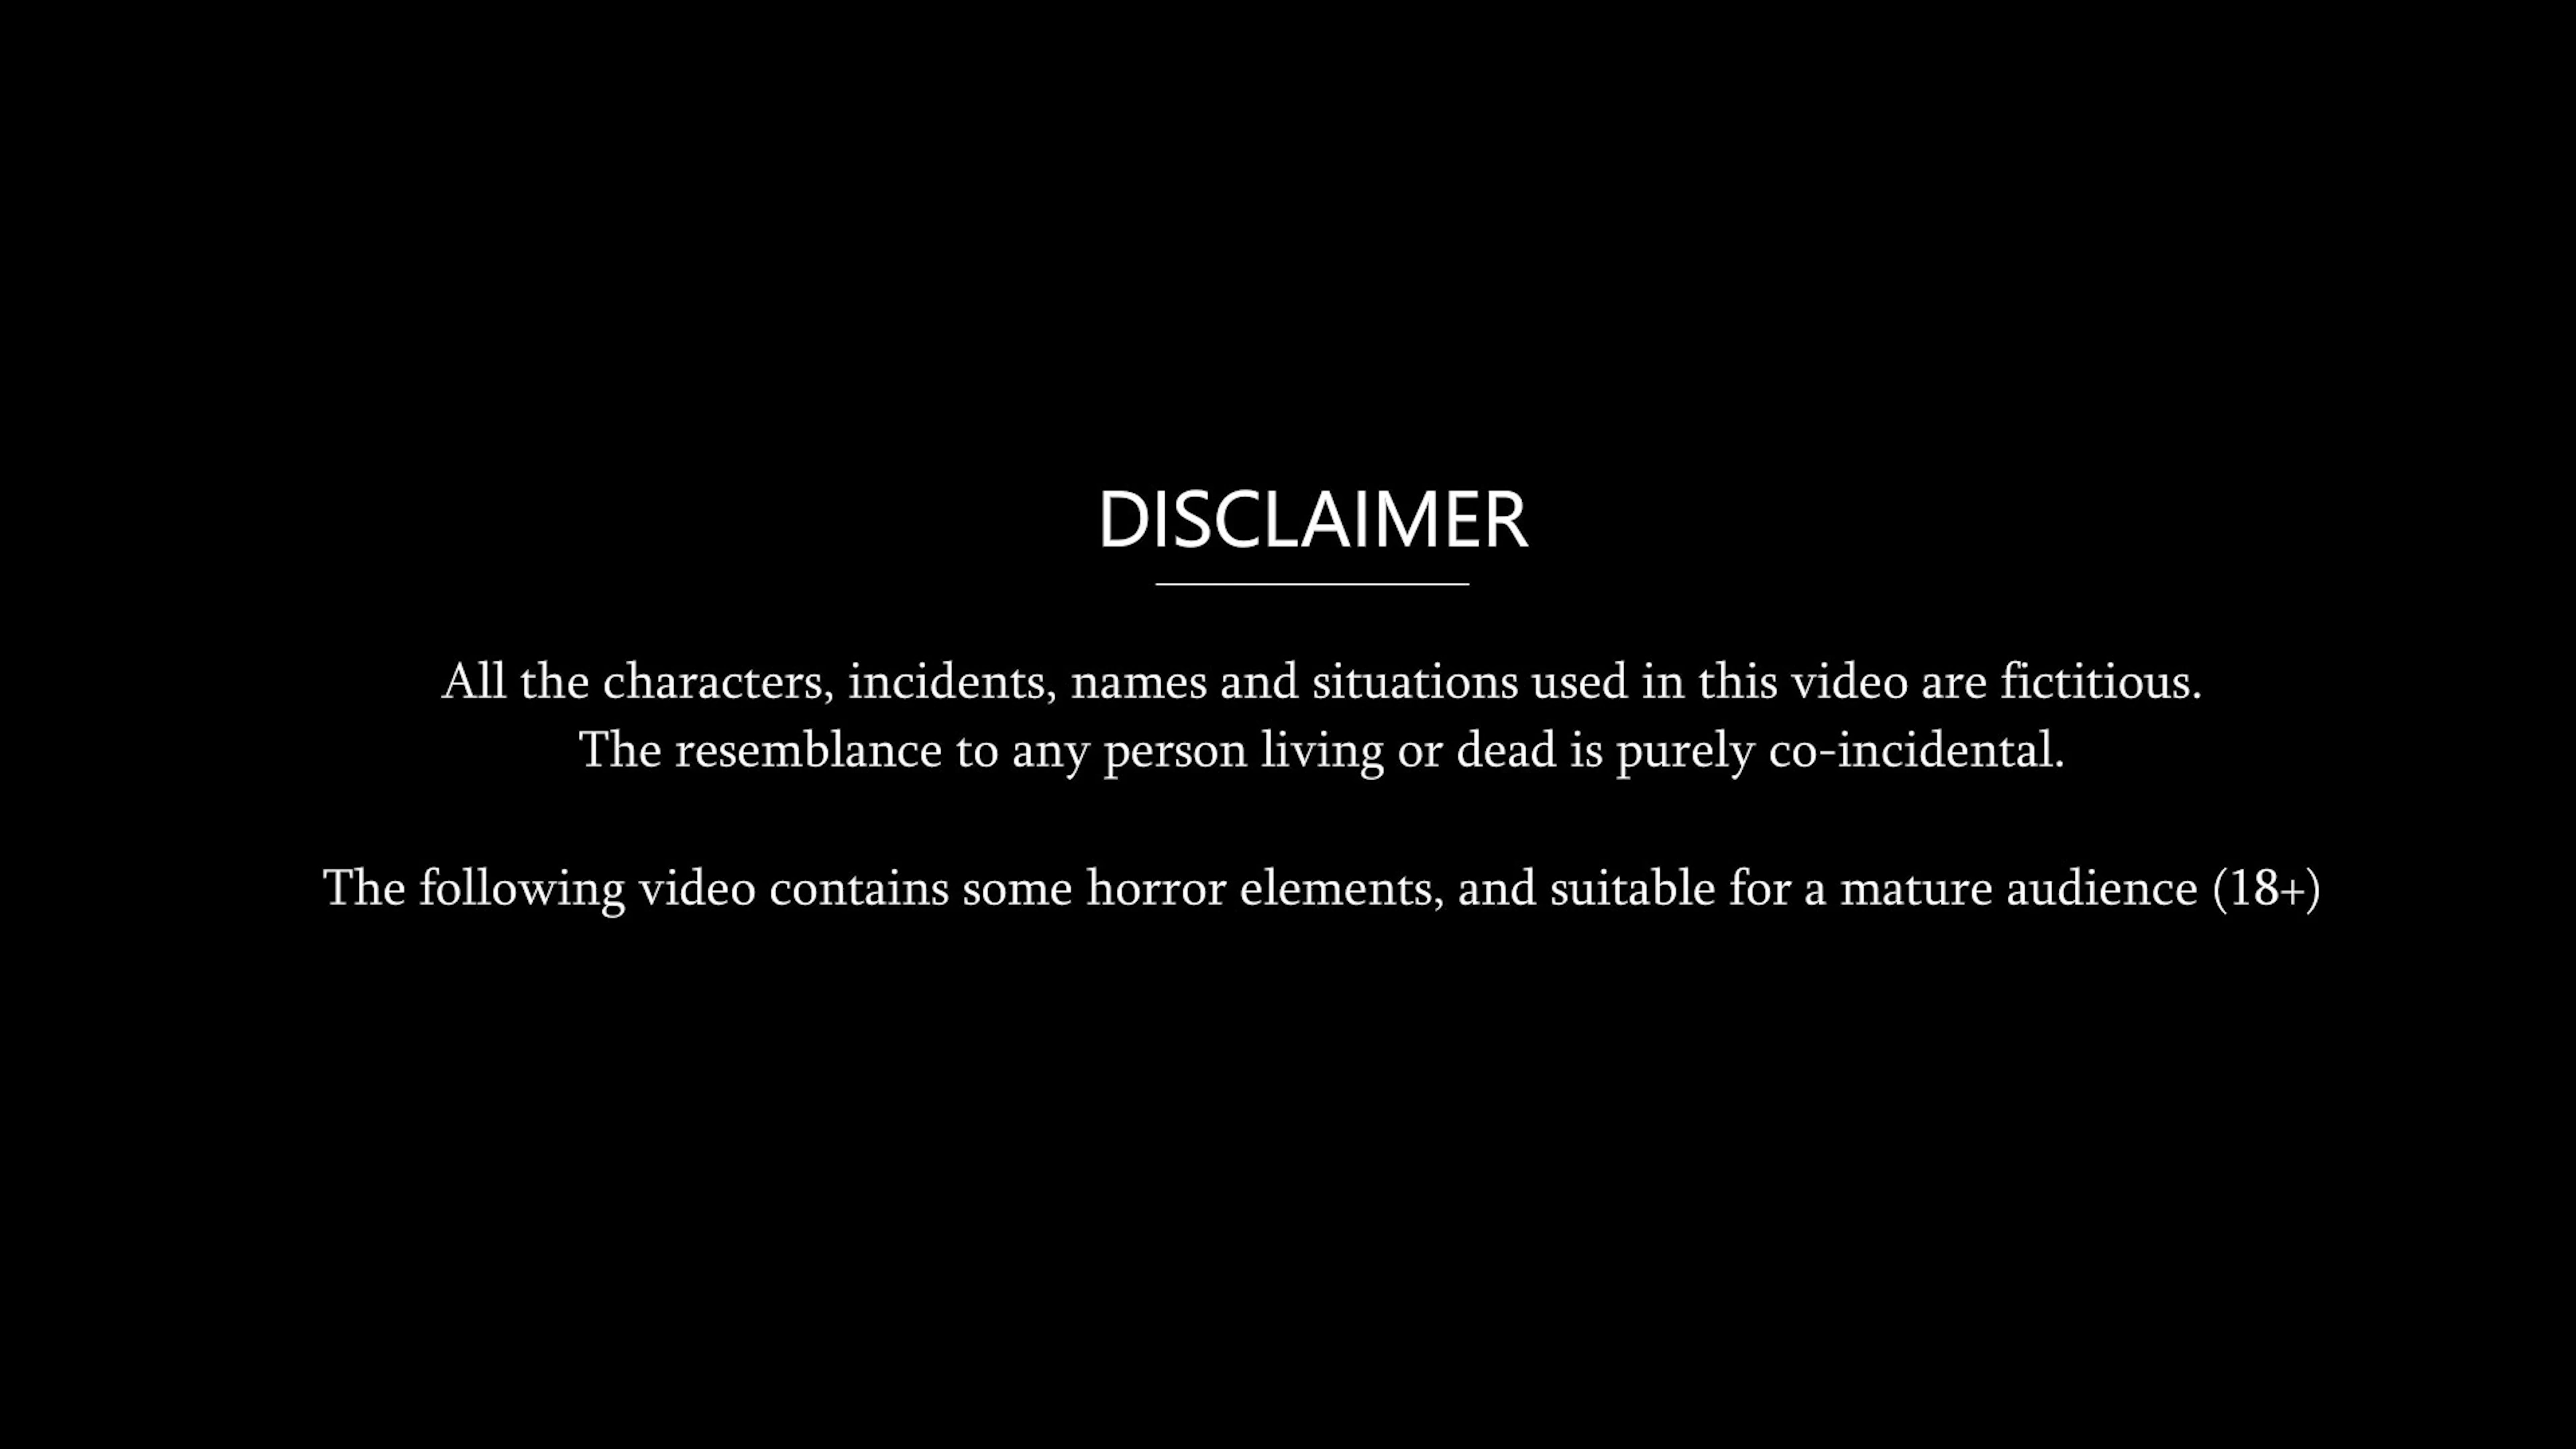 DISCLAIMER
All the characters, incidents, names and situations used in this video are fictitious.
The resemblance to any person living or dead is purely co-incidental.
The following video contains some horror elements, and suitable for a mature audience (18+)